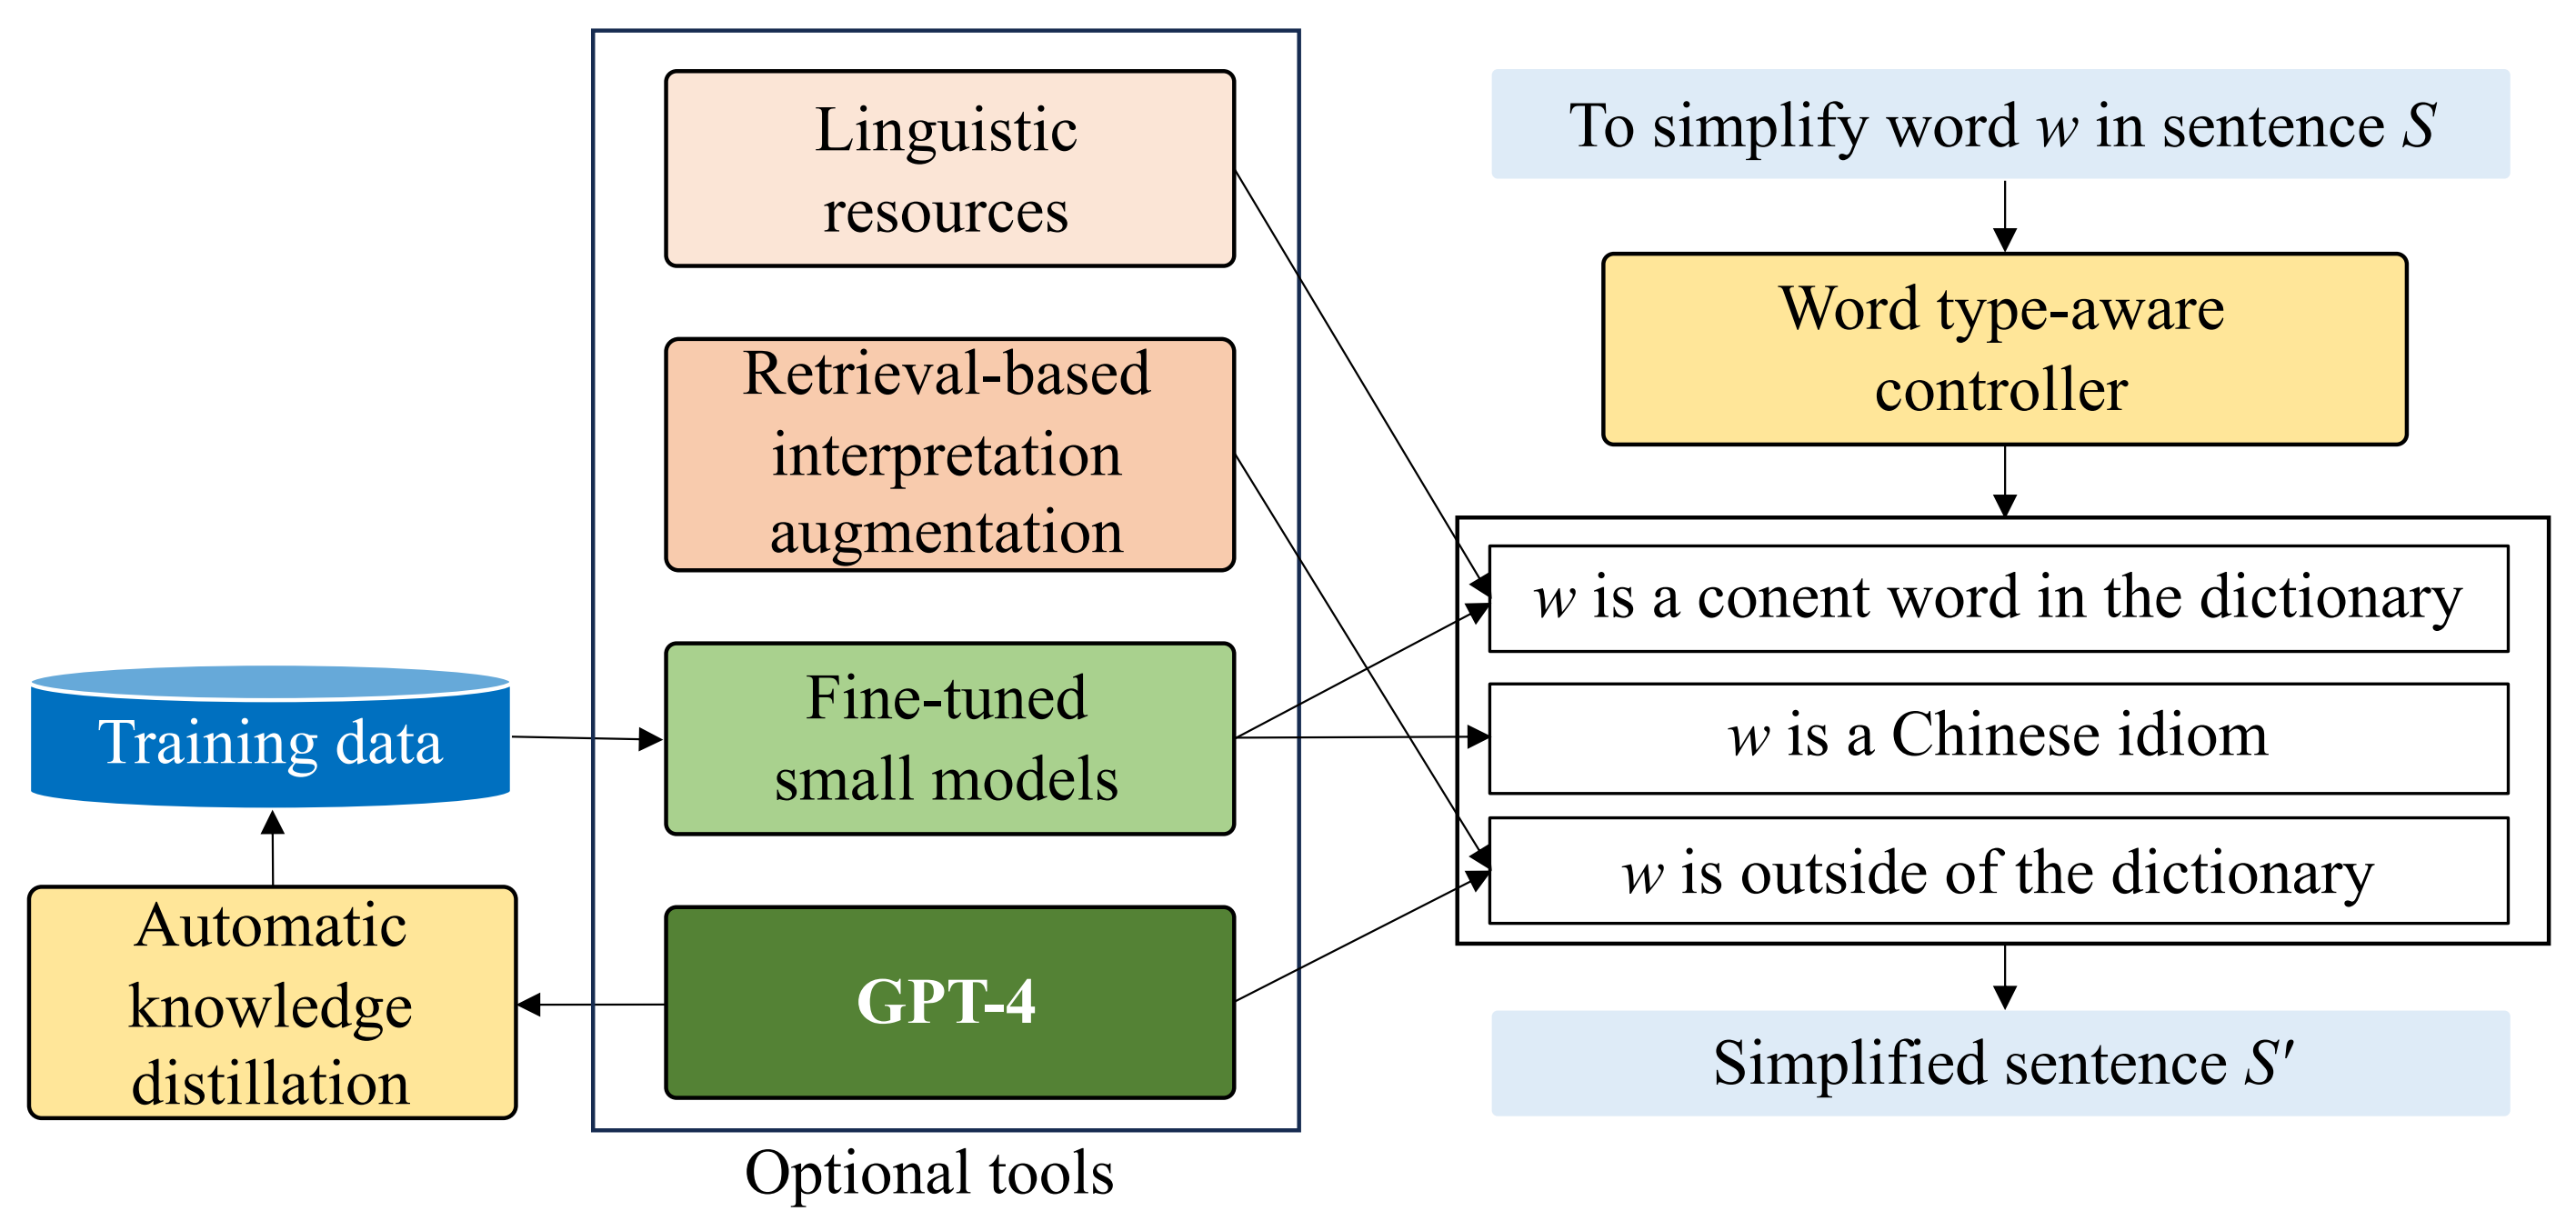 Linguistic
resources
Retrieval-based
interpretation
augmentation
Fine-tuned
small models
GPT-4
Optional tools
Training data
Automatic
knowledge
distillation
To simplify word w in sentence S
Word type-aware
controller
w is a conent word in the dictionary
w is a Chinese idiom
w is outside of the dictionary
Simplified sentence S′